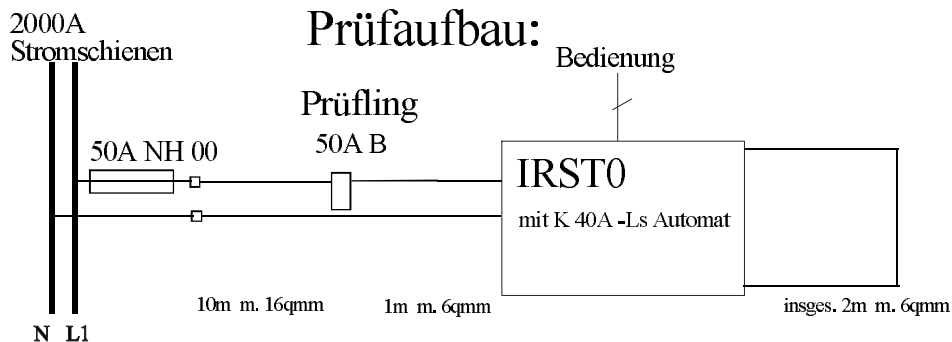 2000A
Stromschienen
Prüfaufbau:
Bedienung
Prüfling
50A NH 00
50A B
IRST0
mit K 40A -Ls Automat
10m m. 16qmm
1m m. 6qmm
insges. 2m m. 6qmm
N L1